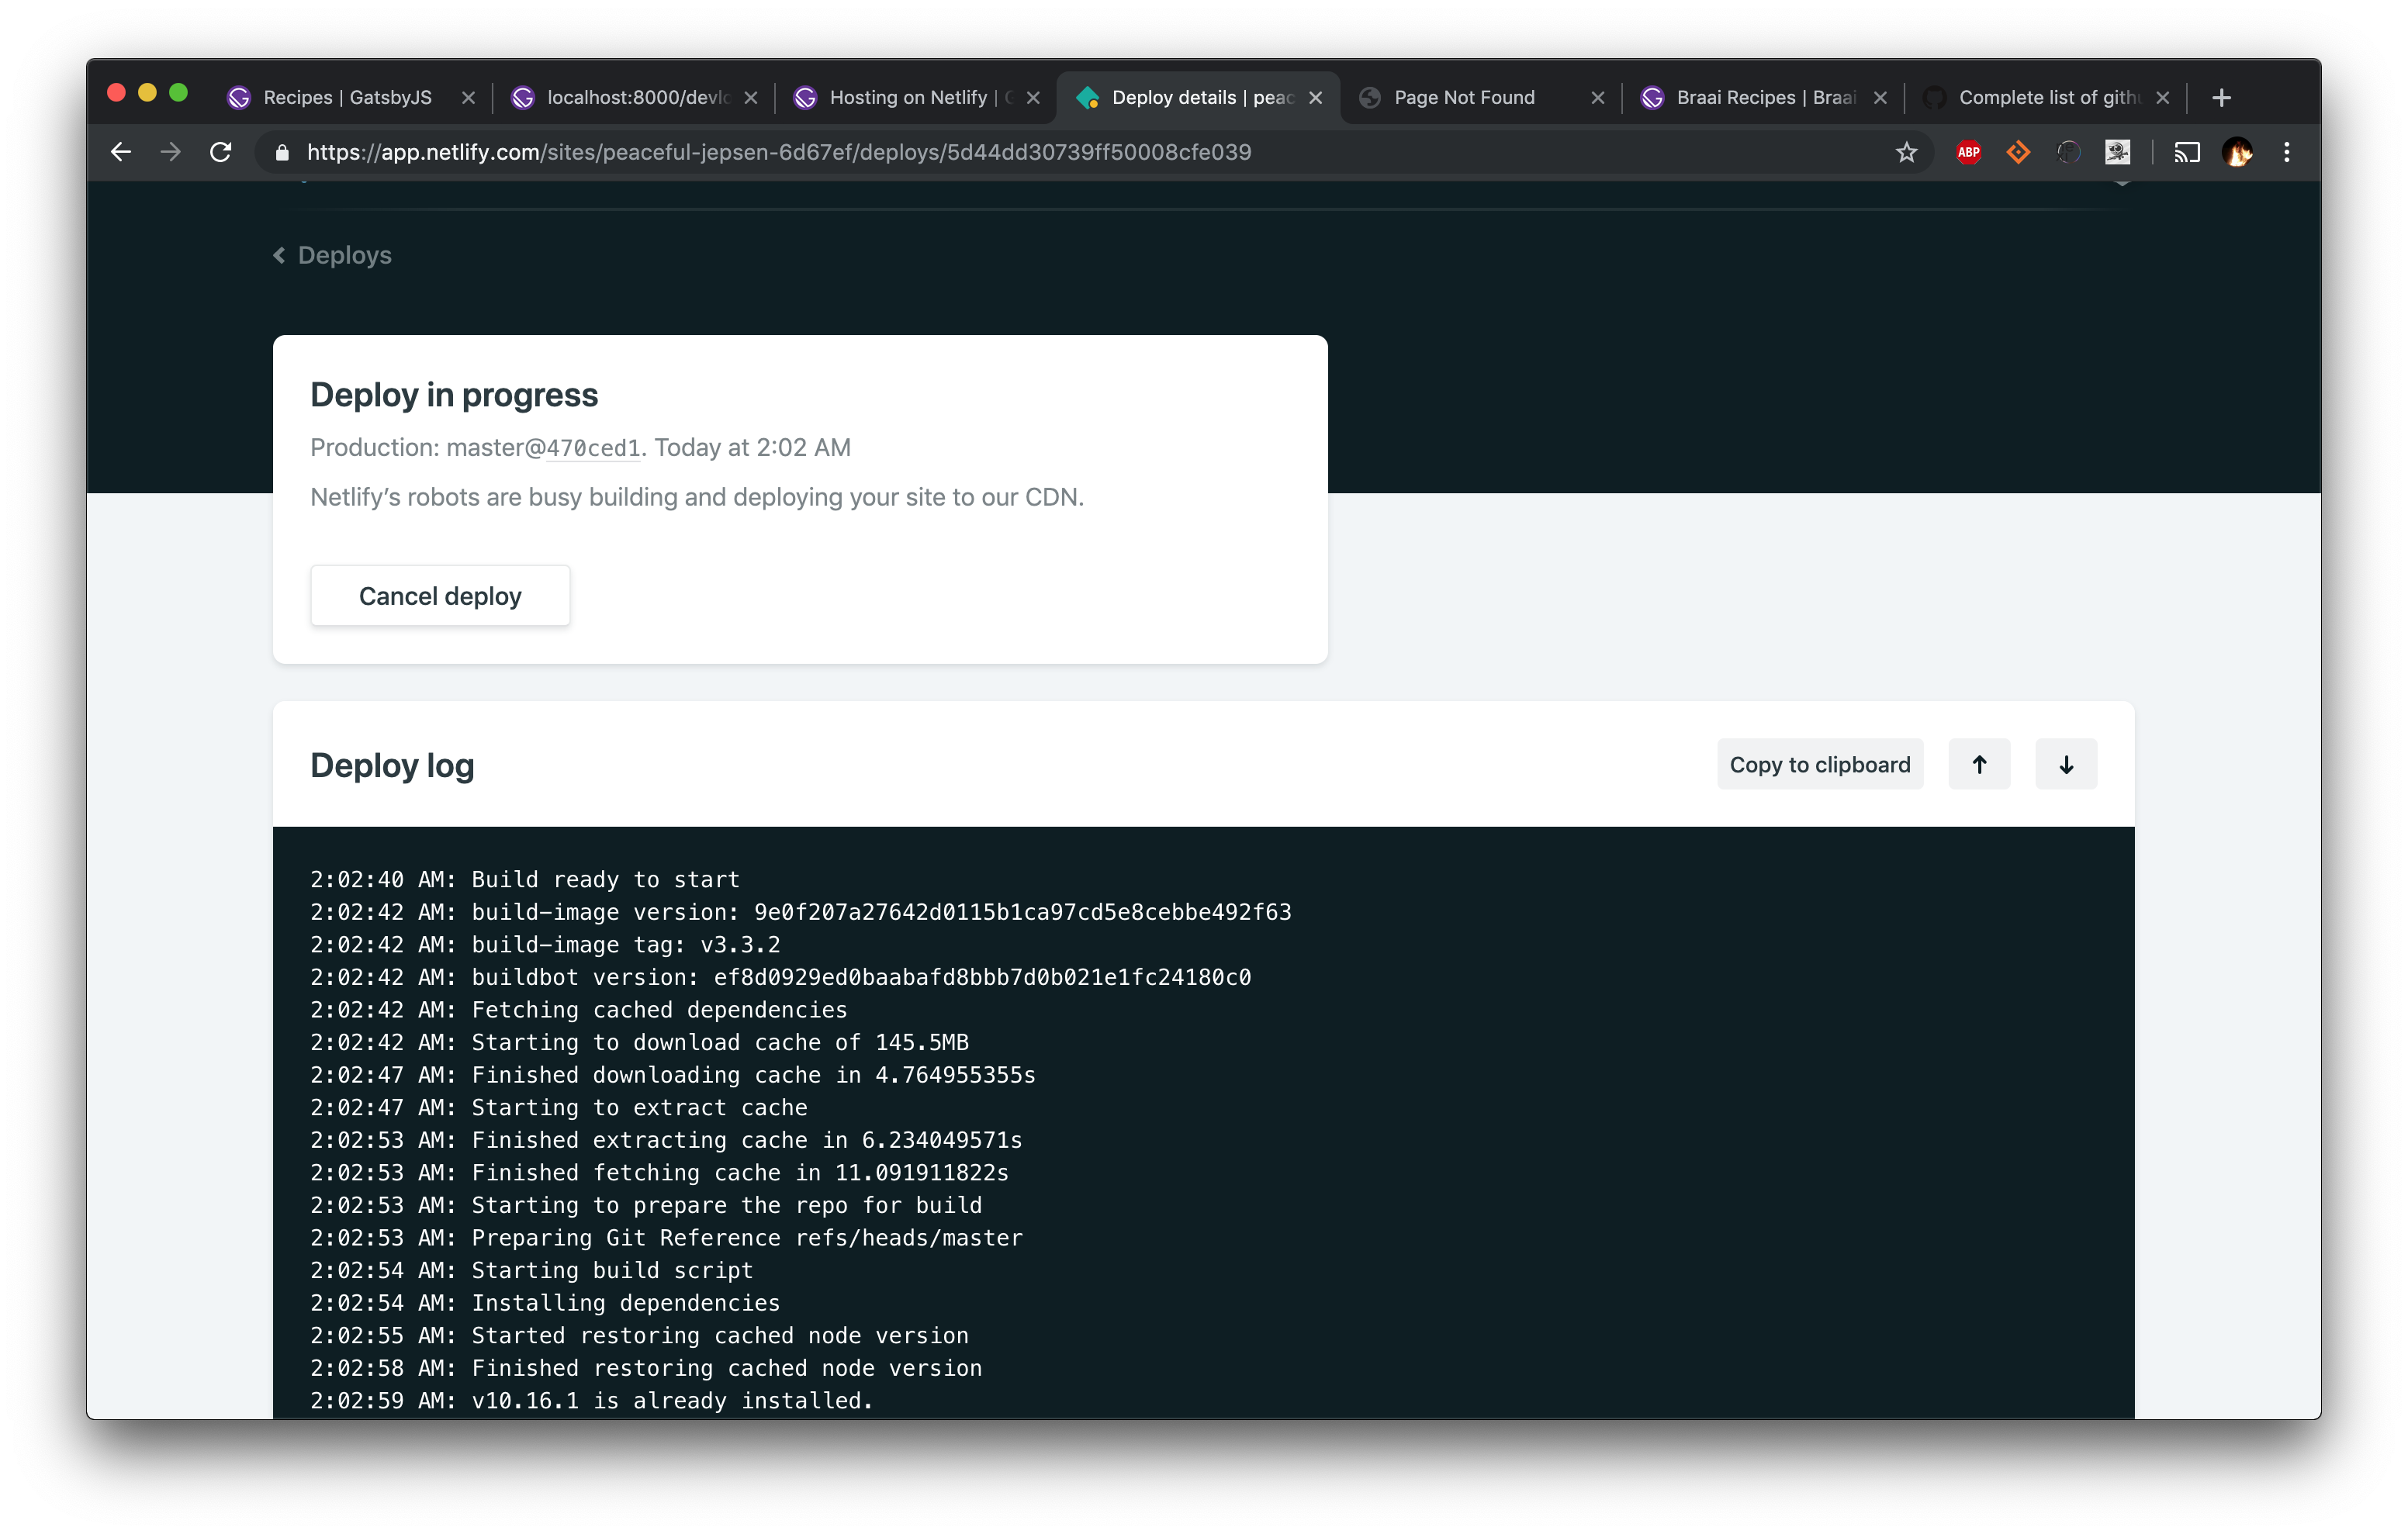 Recipes | GatsbyJS
localhost:8000/devlo
Hosting on Netlify |
Deploy details | peac
Page Not Found
Braai Recipes | Braai
Complete list of githu
https://app.netlify.com/sites/peaceful-jepsen-6d67ef/deploys/5d44dd30739ff50008cfe039
ABP
Deploys
Deploy in progress
Production: master@470ced1. Today at 2:02 AM
Netlify’s robots are busy building and deploying your site to our CDN.
Cancel deploy
Deploy log
Copy to clipboard
2:02:40 AM: Build ready to start
2:02:42 AM: build-image version: 9e0f207a27642d0115b1ca97cd5e8cebbe492f63
2:02:42 AM: build-image tag: v3.3.2
2:02:42 AM: buildbot version: ef8d0929ed0baabafd8bbb7d0b021e1fc24180c0
2:02:42 AM: Fetching cached dependencies
2:02:42 AM: Starting to download cache of 145.5MB
2:02:47 AM: Finished downloading cache in 4.764955355s
2:02:47 AM: Starting to extract cache
2:02:53 AM: Finished extracting cache in 6.234049571s
2:02:53 AM: Finished fetching cache in 11.091911822s
2:02:53 AM: Starting to prepare the repo for build
2:02:53 AM: Preparing Git Reference refs/heads/master
2:02:54 AM: Starting build script
2:02:54 AM: Installing dependencies
2:02:55 AM: Started restoring cached node version
2:02:58 AM: Finished restoring cached node version
2:02:59 AM: v10.16.1 is already installed.